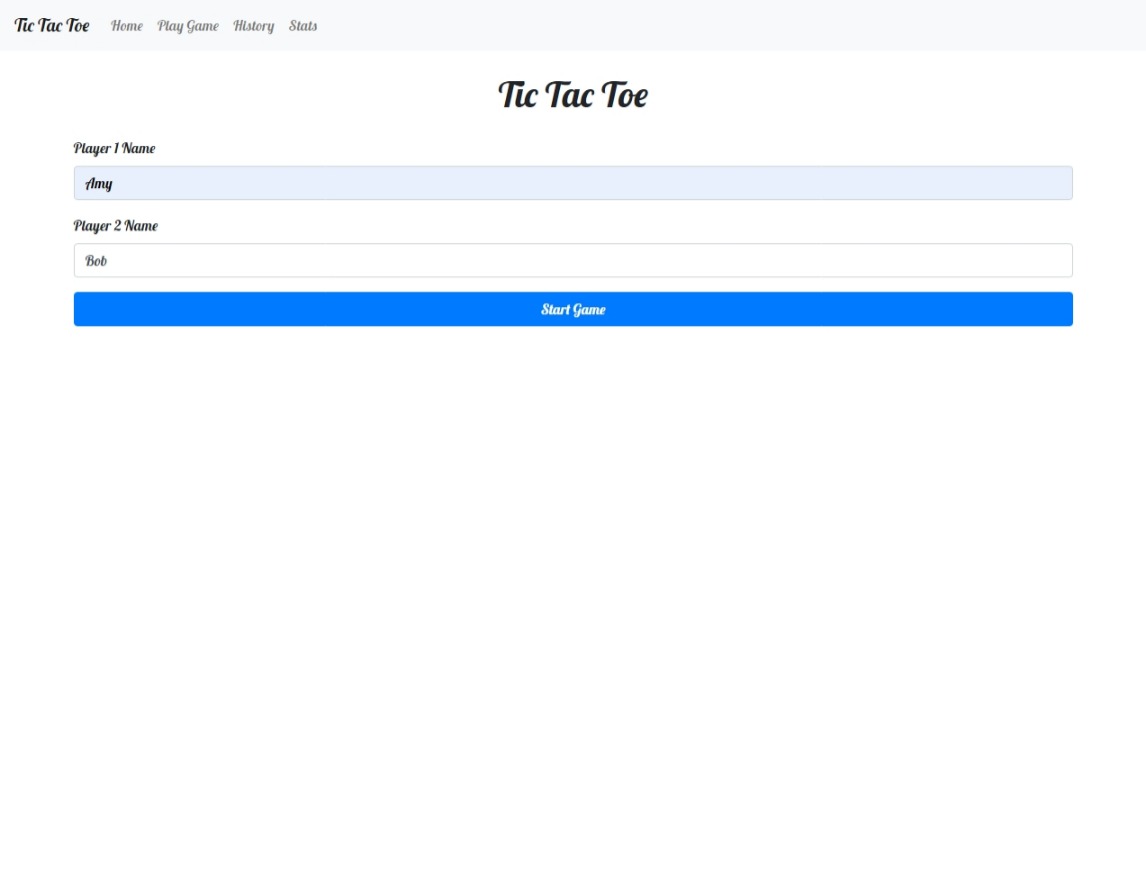 Tic Tac Toe Home Play Game History Stats
Tic Tac Toe
Player 1 Name
Amy
Player 2 Name
Bob
Start Game